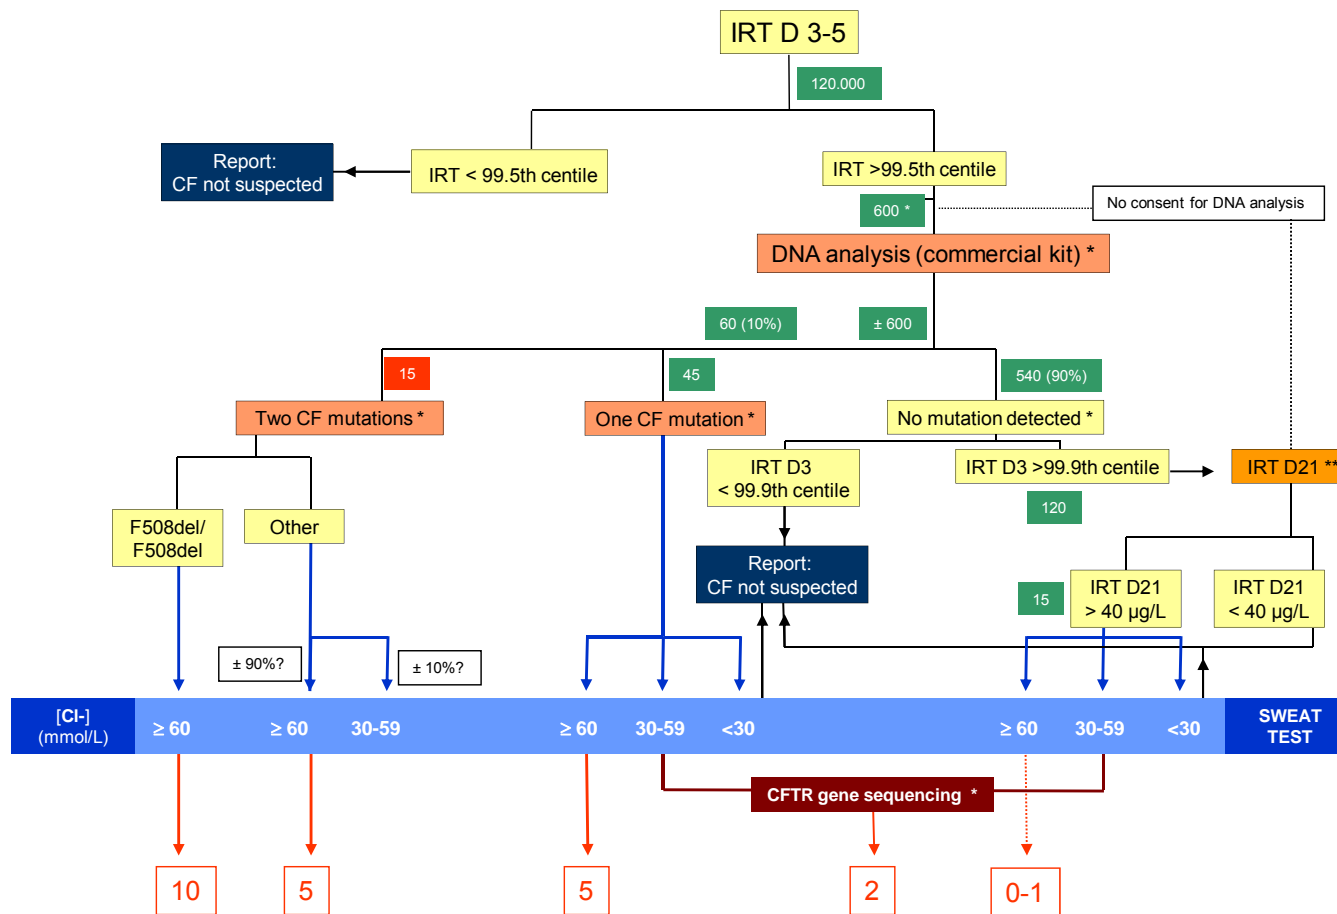 IRT D 3-5
120.000
Report:
CF not suspected
IRT < 99.5th centile
IRT >99.5th centile
600 *
No consent for DNA analysis
DNA analysis (commercial kit) *
60 (10%)
± 600
15
45
540 (90%)
Two CF mutations *
One CF mutation *
No mutation detected *
IRT D3
< 99.9th centile
IRT D3 >99.9th centile
IRT D21 **
120
F508del/
F508del
Other
Report:
CF not suspected
15
IRT D21
> 40 µg/L
IRT D21
< 40 µg/L
± 90%?
± 10%?
[Cl-]
(mmol/L)
≥ 60
≥ 60
30-59
≥ 60
30-59
<30
≥ 60
30-59
<30
SWEAT
TEST
CFTR gene sequencing *
10
5
5
2
0-1